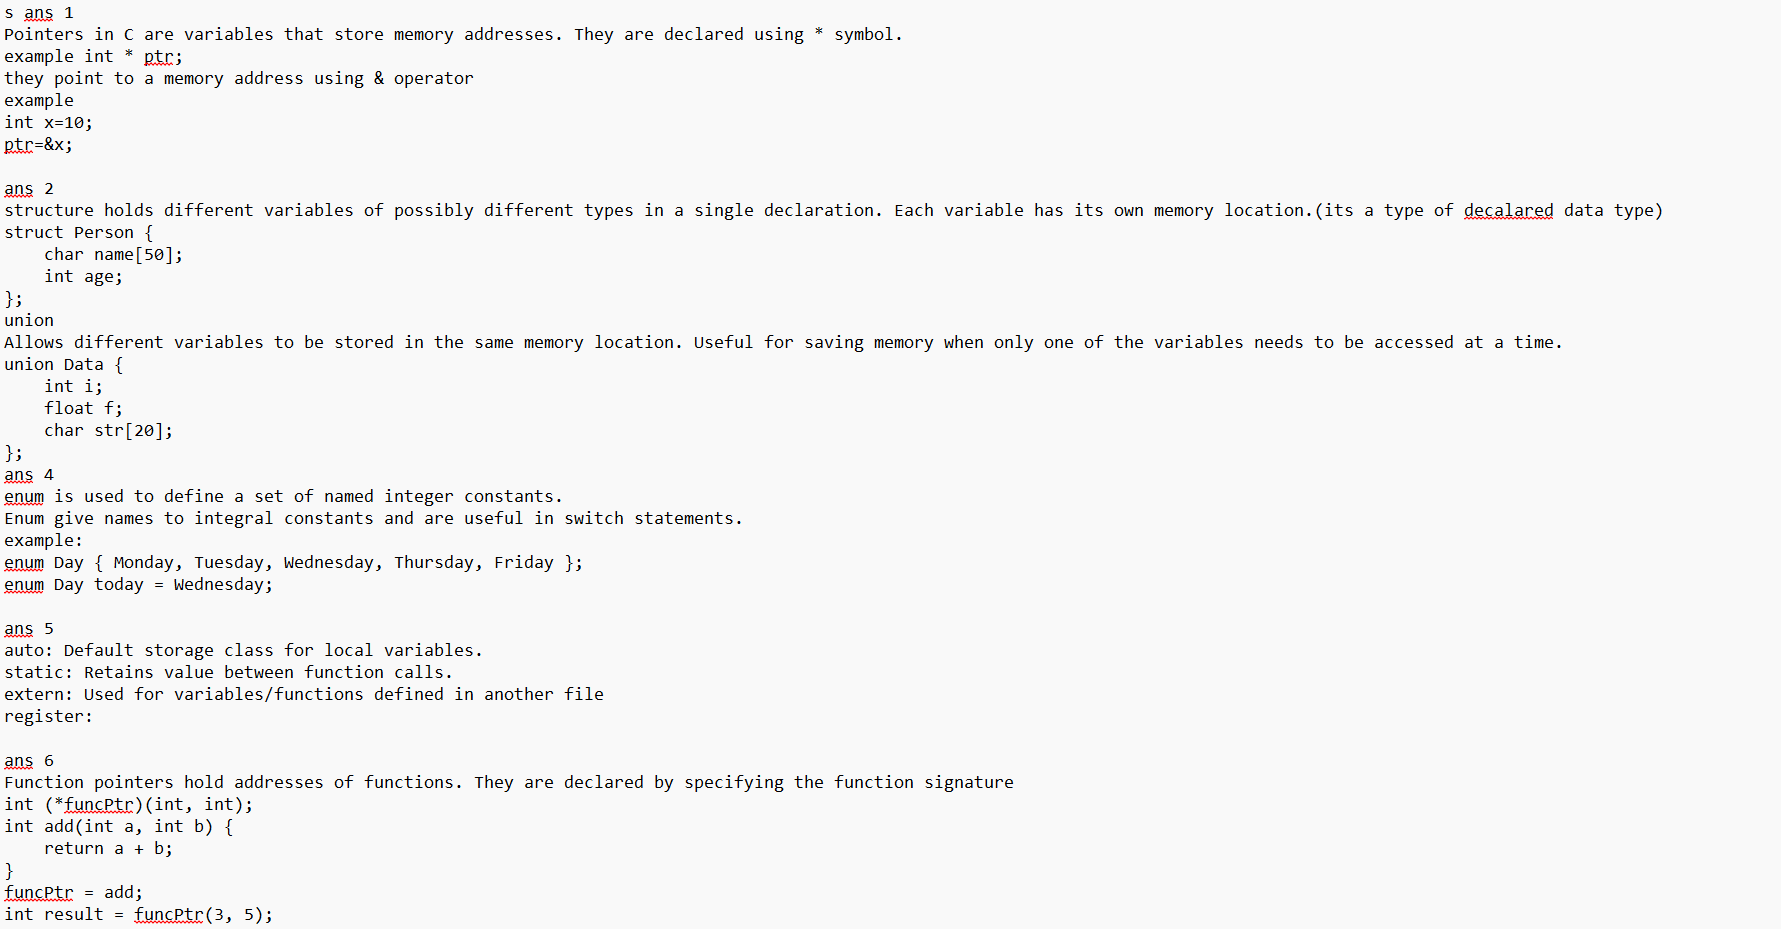 s ans 1
Pointers in C are variables that store memory addresses. They are declared using * symbol.
example int * ptr;
they point to a memory address using & operator
example
int x=10;
ptr=&x;

ans 2
structure holds different variables of possibly different types in a single declaration. Each variable has its own memory location.(its a type of decalared data type)
struct Person {
    char name[50];
    int age;
};
union
Allows different variables to be stored in the same memory location. Useful for saving memory when only one of the variables needs to be accessed at a time.
union Data {
    int i;
    float f;
    char str[20];
};
ans 4
enum is used to define a set of named integer constants.
Enum give names to integral constants and are useful in switch statements.
example:
enum Day { Monday, Tuesday, Wednesday, Thursday, Friday };
enum Day today = Wednesday;

ans 5
auto: Default storage class for local variables.
static: Retains value between function calls.
extern: Used for variables/functions defined in another file
register:

ans 6
Function pointers hold addresses of functions. They are declared by specifying the function signature
int (*funcPtr)(int, int);
int add(int a, int b) {
    return a + b;
}
funcPtr = add;
int result = funcPtr(3, 5);